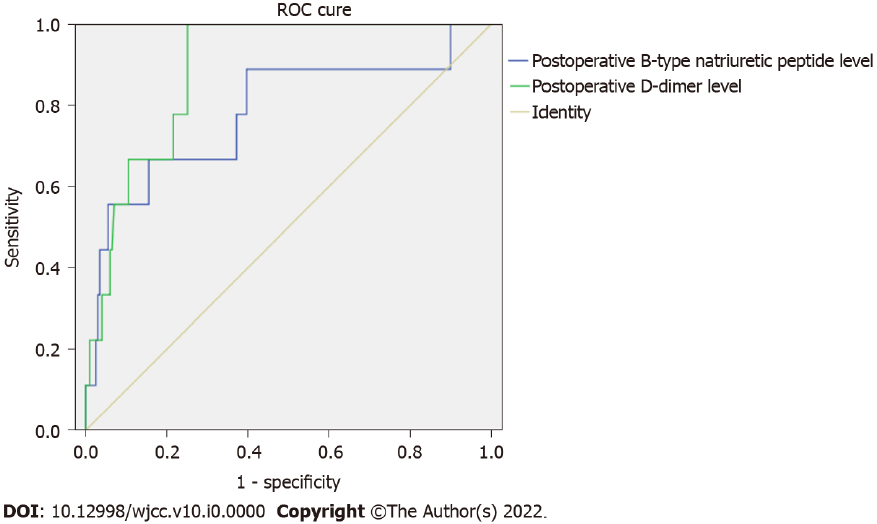 ROC cure
1.0
0.8
0.6
0.4
0.2
0.0
Sensitivity
0.0 0.2 0.4 0.6 0.8 1.0
1 - specificity
Postoperative B-type natriuretic peptide level
Postoperative D-dimer level
Identity
DOI: 10.12998/wjcc.v10.i0.0000 Copyright ©The Author(s) 2022.